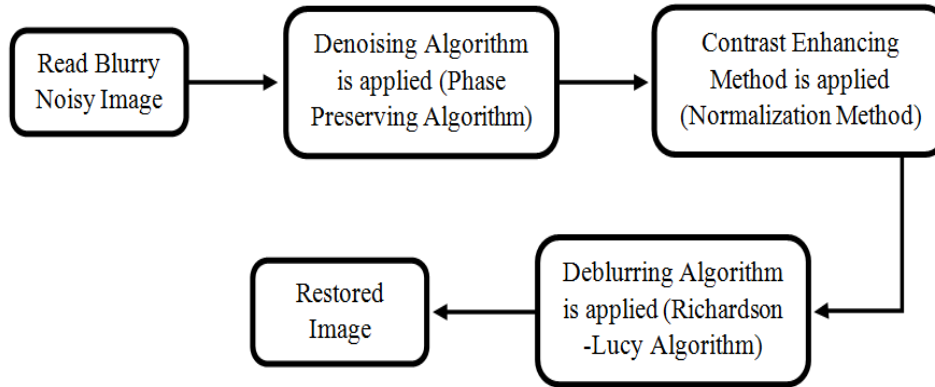 Read Blurry
Noisy Image
Denoising Algorithm
is applied (Phase
Preserving Algorithm)
Contrast Enhancing
Method is applied
(Normalization Method)
Deblurring Algorithm
is applied (Richardson
-Lucy Algorithm)
Restored
Image